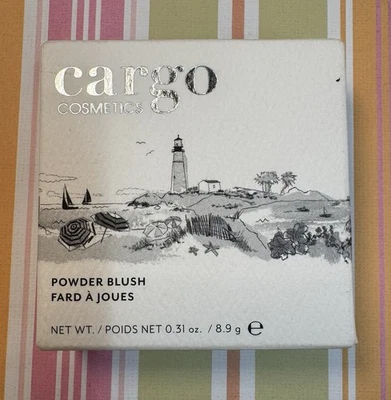 cargo
COSMETICS
POWDER BLUSH
FARD À JOUES
NET WT. / POIDS NET 0.31 oz. / 8.9 g ℮